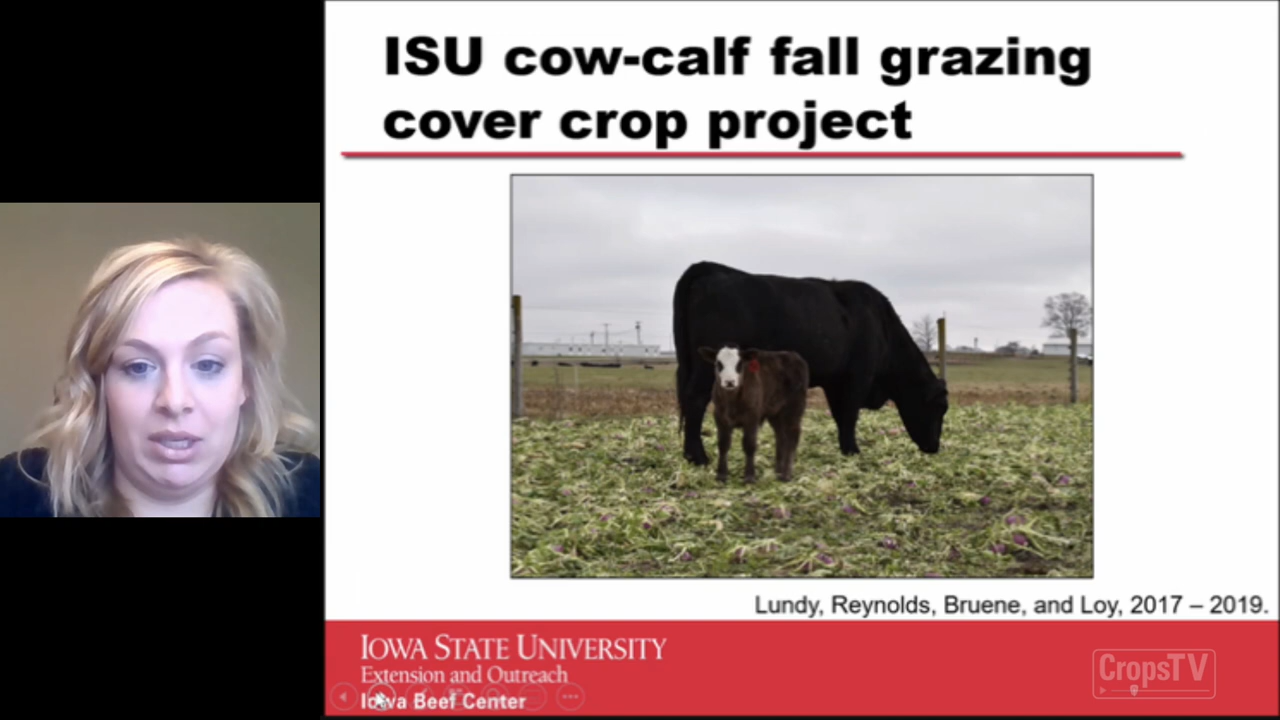 ISU cow-calf fall grazing
cover crop project
Lundy, Reynolds, Bruene, and Loy, 2017 – 2019.
IOWA STATE UNIVERSITY
Extension and Outreach
Iowa Beef Center
CropsTV